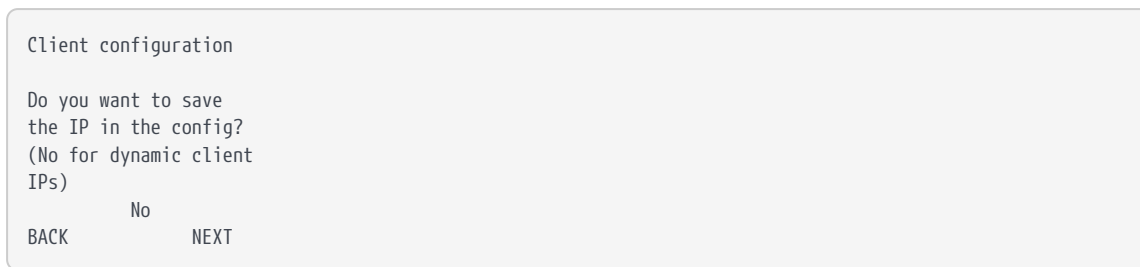 Client configuration
Do you want to save
the IP in the config?
(No for dynamic client
IPs)
No
BACK NEXT